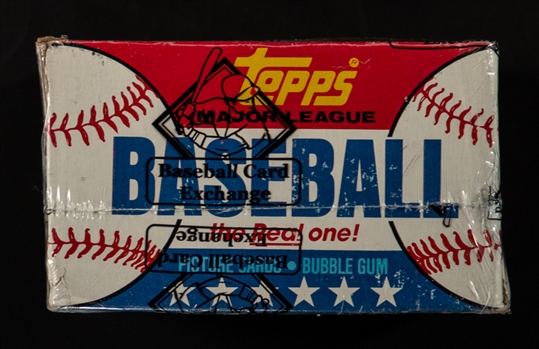 Topps
MAJOR LEAGUE
BASEBALL
Baseball Card
Exchange
the Real one!
Exchange
Baseball Card
PICTURE CARDS • BUBBLE GUM